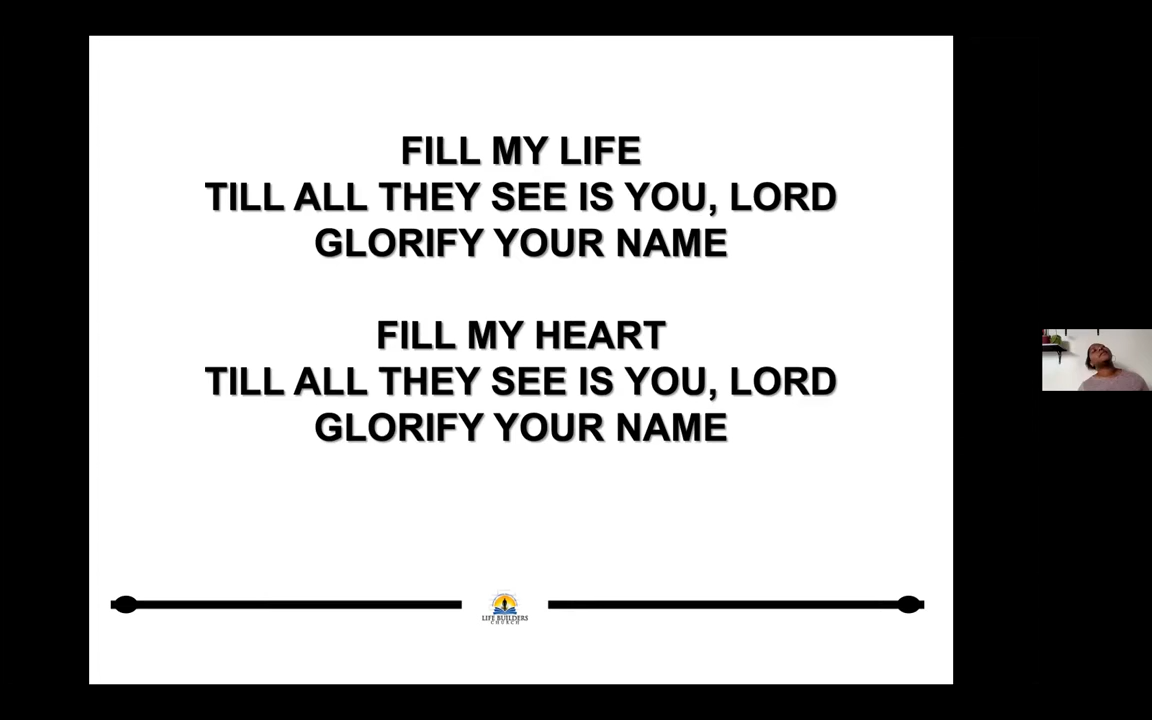 FILL MY LIFE
TILL ALL THEY SEE IS YOU, LORD
GLORIFY YOUR NAME
FILL MY HEART
TILL ALL THEY SEE IS YOU, LORD
GLORIFY YOUR NAME
LIFE BUILDERS
CHURCH